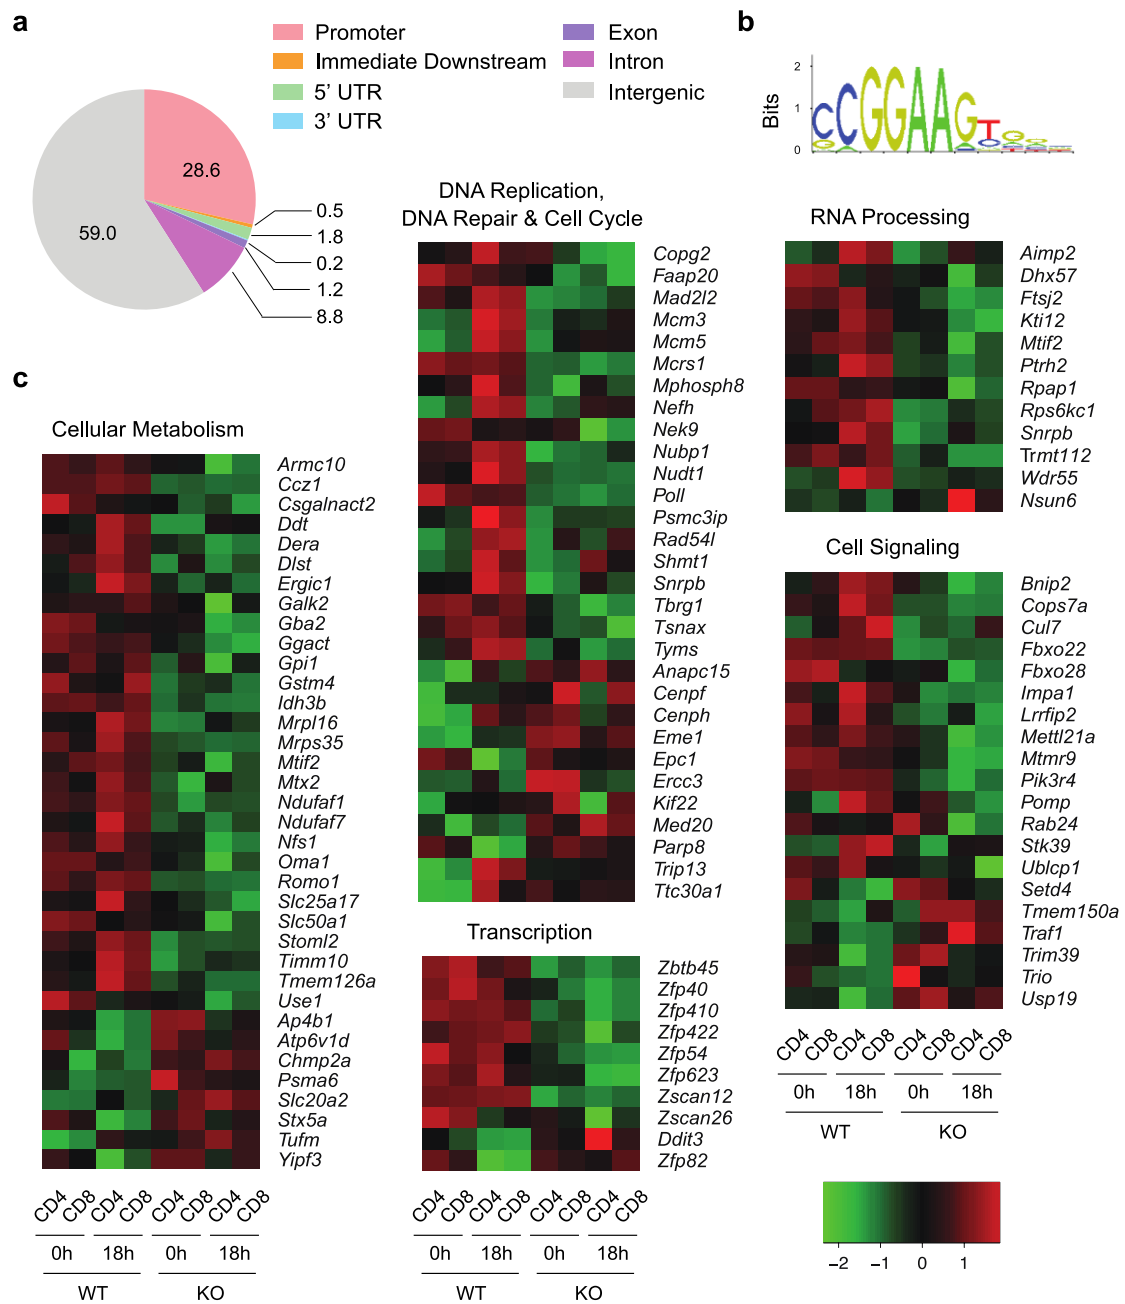 a
Promoter
Immediate Downstream
5’ UTR
3’ UTR
Exon
Intron
Intergenic
28.6
59.0
0.5
1.8
0.2
1.2
8.8
b
Bits
2
1
0
CCGGAAGT
c
Cellular Metabolism
Armc10
Ccz1
Csgalnact2
Ddt
Dera
Dlst
Ergic1
Galk2
Gba2
Ggact
Gpi1
Gstm4
Idh3b
Mrpl16
Mrps35
Mtif2
Mtx2
Ndufaf1
Ndufaf7
Nfs1
Oma1
Romo1
Slc25a17
Slc50a1
Stoml2
Timm10
Tmem126a
Use1
Ap4b1
Atp6v1d
Chmp2a
Psma6
Slc20a2
Stx5a
Tufm
Yipf3
CD4 CD8 CD4 CD8 CD4 CD8 CD4 CD8
0h 18h 0h 18h
WT KO
DNA Replication,
DNA Repair & Cell Cycle
Copg2
Faap20
Mad2l2
Mcm3
Mcm5
Mcrs1
Mphosph8
Nefh
Nek9
Nubp1
Nudt1
Poll
Psmc3ip
Rad54l
Shmt1
Snrpb
Tbrg1
Tsnax
Tyms
Anapc15
Cenpf
Cenph
Eme1
Epc1
Ercc3
Kif22
Med20
Parp8
Trip13
Ttc30a1
Transcription
Zbtb45
Zfp40
Zfp410
Zfp422
Zfp54
Zfp623
Zscan12
Zscan26
Ddit3
Zfp82
CD4 CD8 CD4 CD8 CD4 CD8 CD4 CD8
0h 18h 0h 18h
WT KO
RNA Processing
Aimp2
Dhx57
Ftsj2
Kti12
Mtif2
Ptrh2
Rpap1
Rps6kc1
Snrpb
Trmt112
Wdr55
Nsun6
Cell Signaling
Bnip2
Cops7a
Cul7
Fbxo22
Fbxo28
Impa1
Lrrfip2
Mettl21a
Mtmr9
Pik3r4
Pomp
Rab24
Stk39
Ublcp1
Setd4
Tmem150a
Traf1
Trim39
Trio
Usp19
CD4 CD8 CD4 CD8 CD4 CD8 CD4 CD8
0h 18h 0h 18h
WT KO
−2 −1 0 1